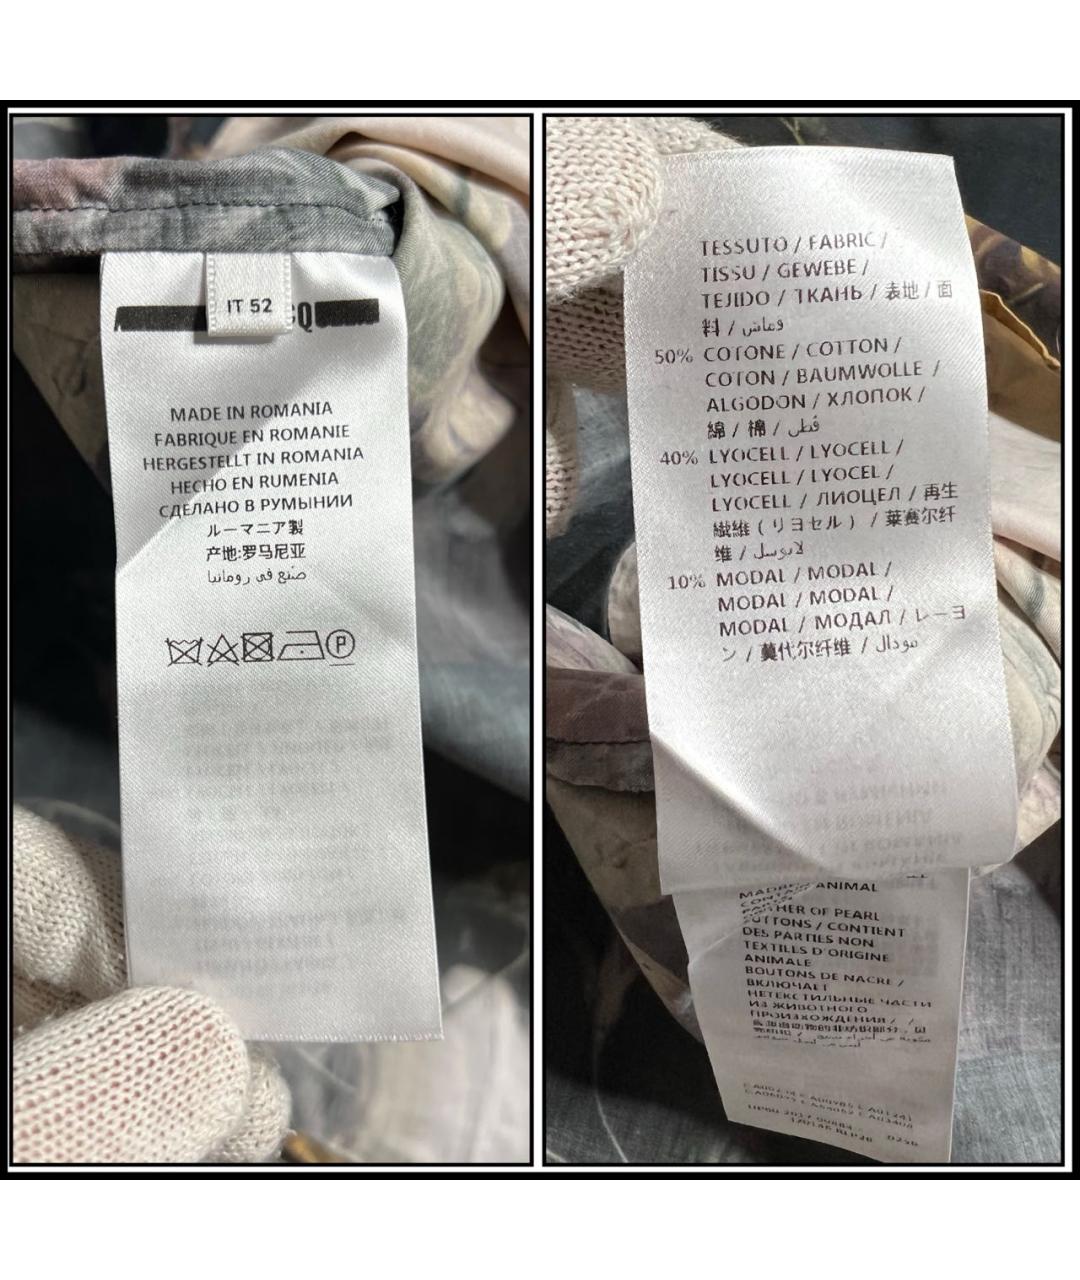 IT 52
CQ
MADE IN ROMANIA
FABRIQUE EN ROMANIE
HERGESTELLT IN ROMANIA
HECHO EN RUMENIA
СДЕЛАНО В РУМЫНИИ
ルーマニア製
产地:罗马尼亚
صنع في رومانيا
P
TESSUTO / FABRIC /
TISSU / GEWEBE /
TEJIDO / ТКАНЬ / 表地 / 面
料 / قماش
50% COTONE / COTTON /
COTON / BAUMWOLLE /
ALGODON / ХЛОПОК /
綿 / 棉 / قطن
40% LYOCELL / LYOCELL /
LYOCELL / LYOCEL /
LYOCELL / ЛИОЦЕЛ / 再生
繊維 (リヨセル) / 莱赛尔纤
维 / لايوسل
10% MODAL / MODAL /
MODAL / MODAL /
MODAL / МОДАЛ / レーヨ
ン / 莫代尔纤维 / مودال
ANIMAL
OF PEARL
BUTTONS / CONTIENT
DES PARTIES NON
TEXTILES D'ORIGINE
ANIMALE
BOUTONS DE NACRE /
ВКЛЮЧАЕТ
НЕТЕКСТИЛЬНЫЕ ЧАСТИ
ИЗ ЖИВОТНОГО
ПРОИЗХОЖДЕНИЯ / /